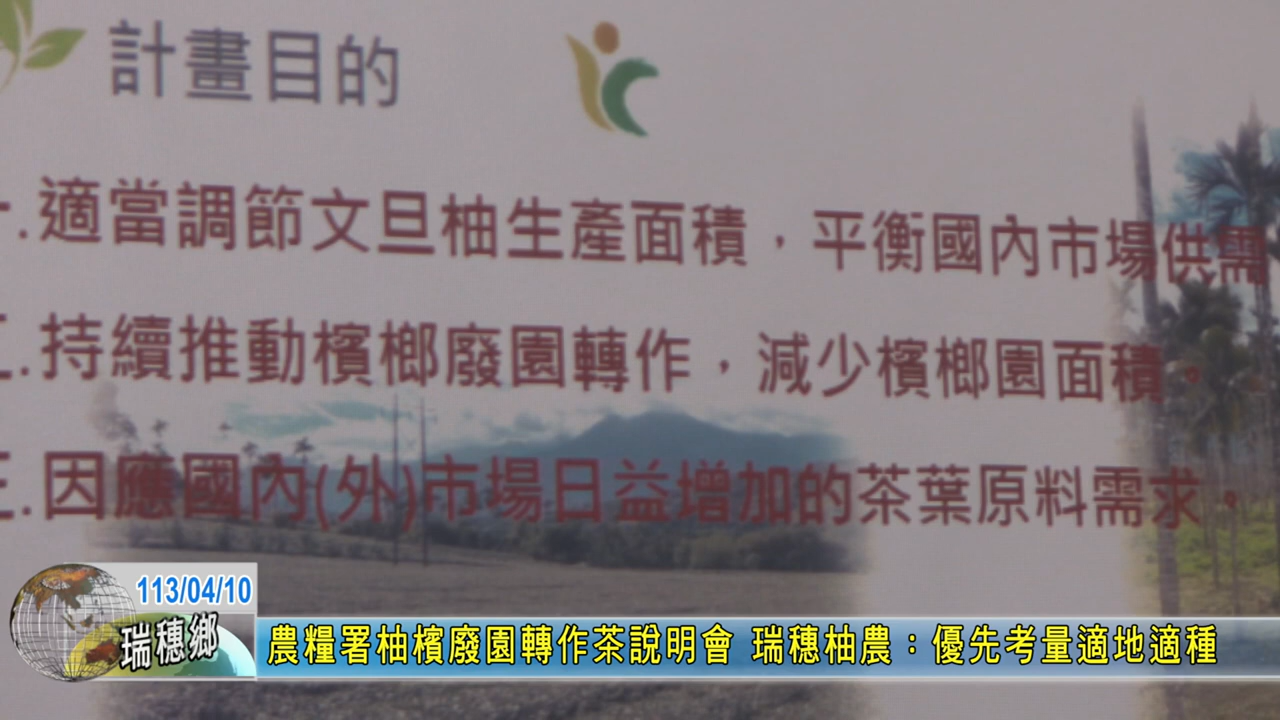 計畫目的
一.適當調節文旦柚生產面積，平衡國內市場供需
二.持續推動檳榔廢園轉作，減少檳榔園面積。
三.因應國內(外)市場日益增加的茶葉原料需求。
113/04/10
瑞穗鄉
農糧署柚檳廢園轉作茶說明會 瑞穗柚農：優先考量適地適種